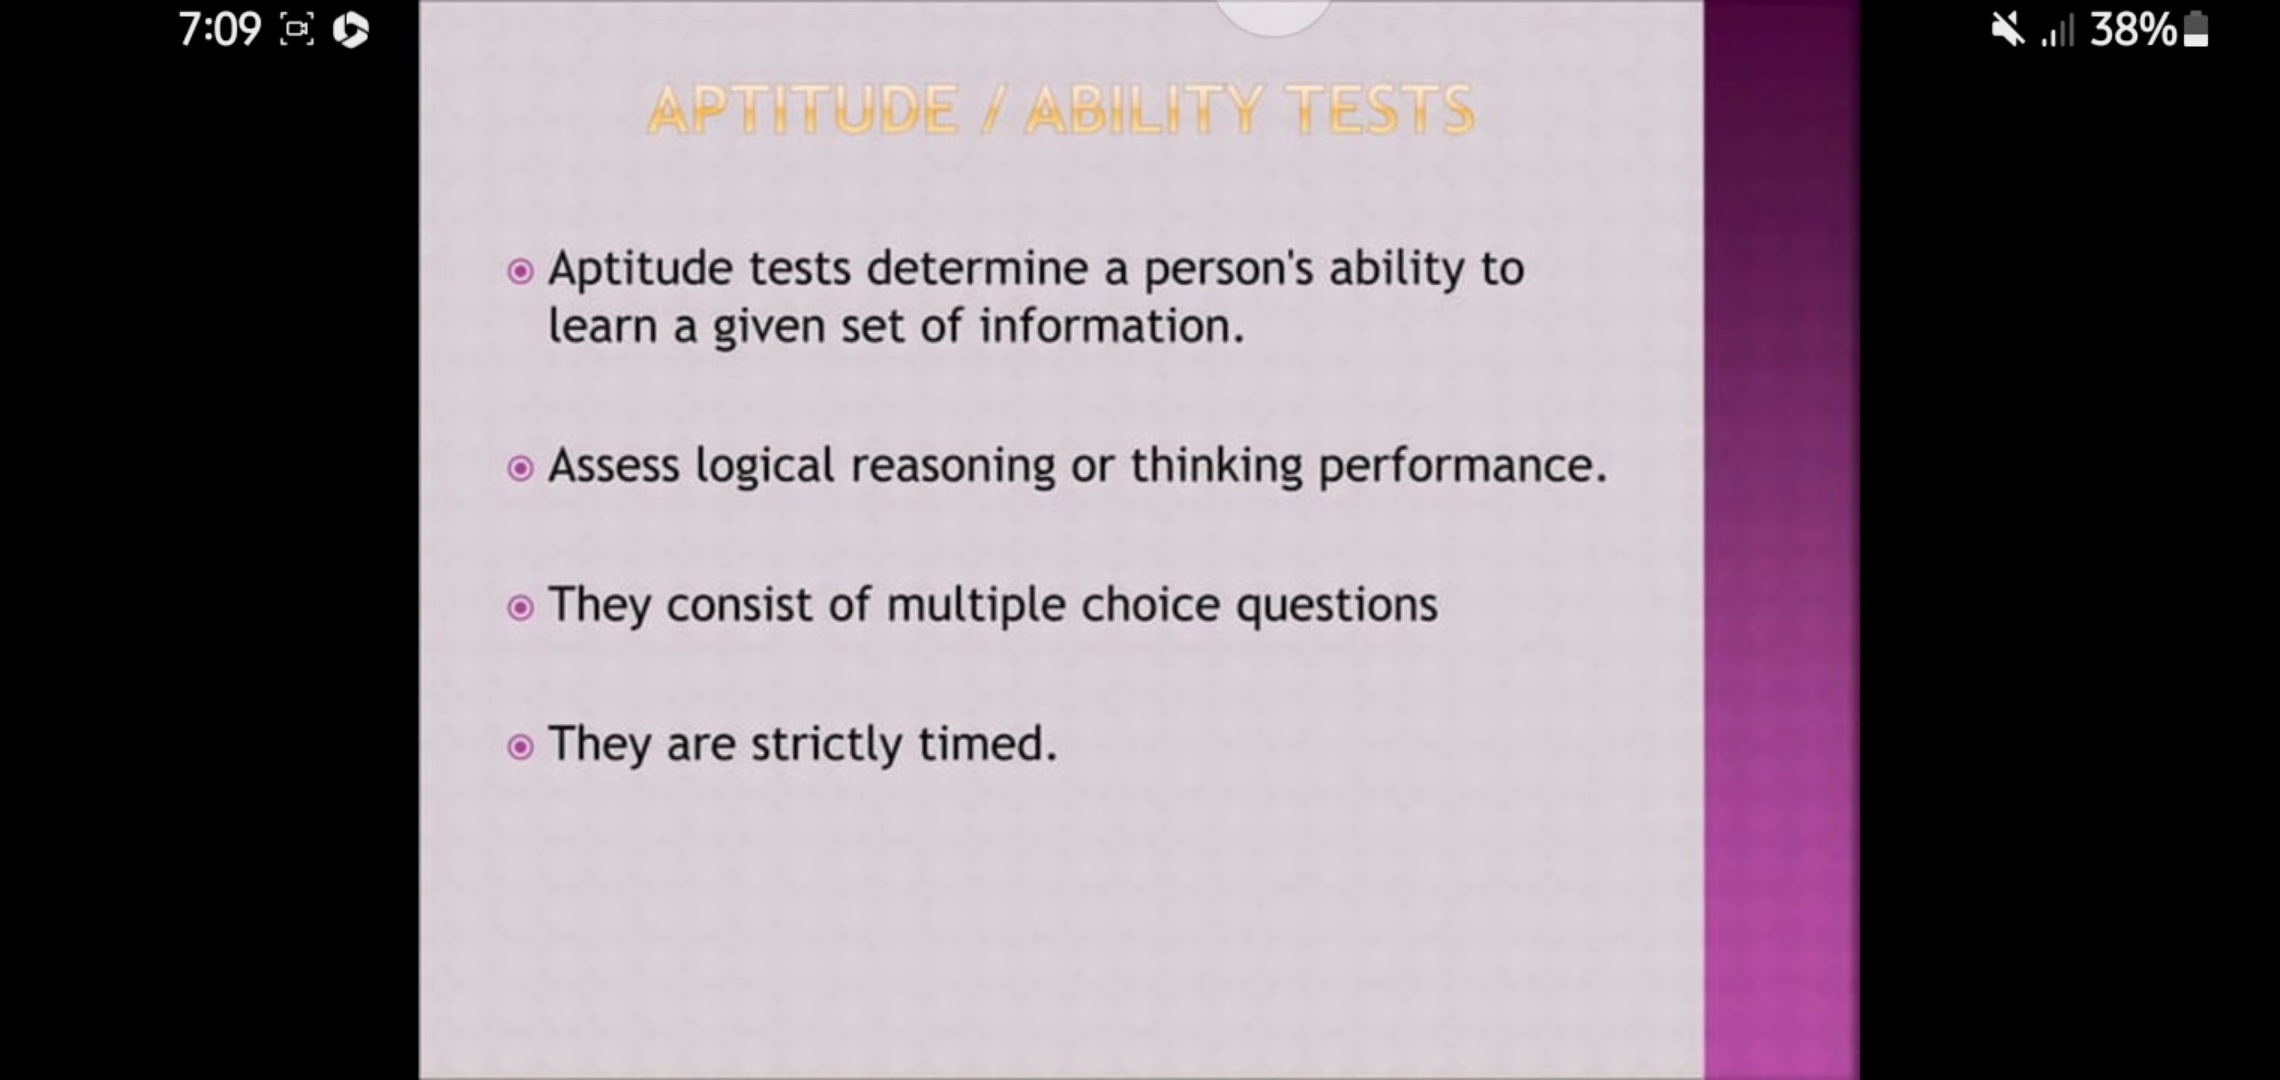 7:09
38%
APTITUDE / ABILITY TESTS
Aptitude tests determine a person's ability to
learn a given set of information.
Assess logical reasoning or thinking performance.
They consist of multiple choice questions
They are strictly timed.